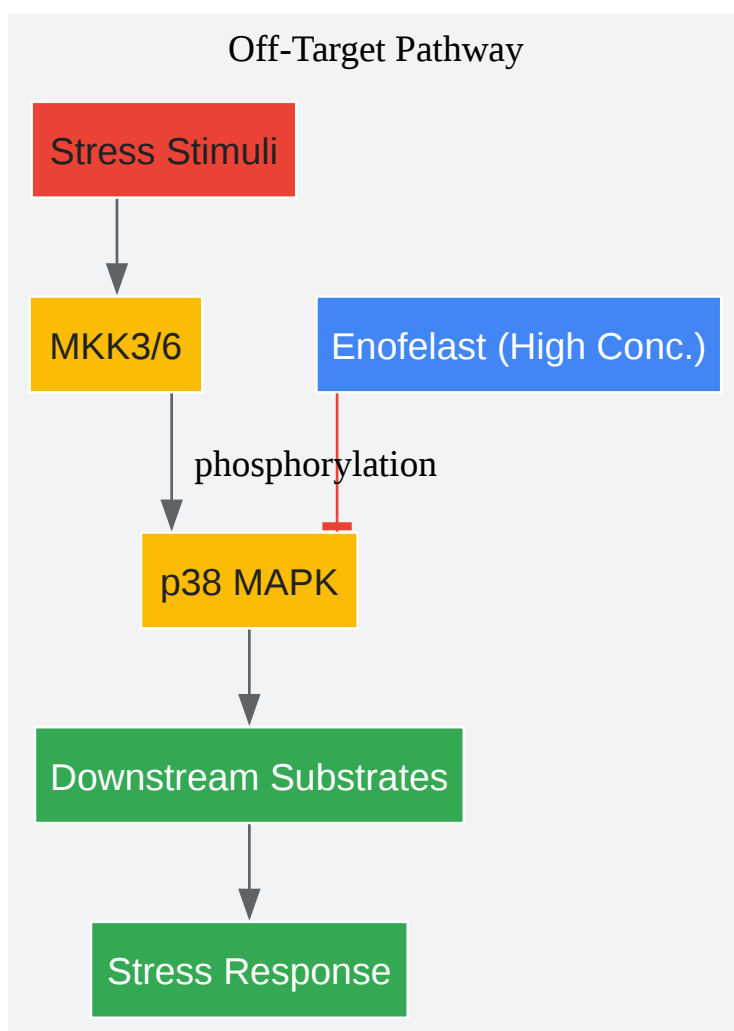 Off-Target Pathway
Stress Stimuli
MKK3/6
Enofelast (High Conc.)
phosphorylation
p38 MAPK
Downstream Substrates
Stress Response